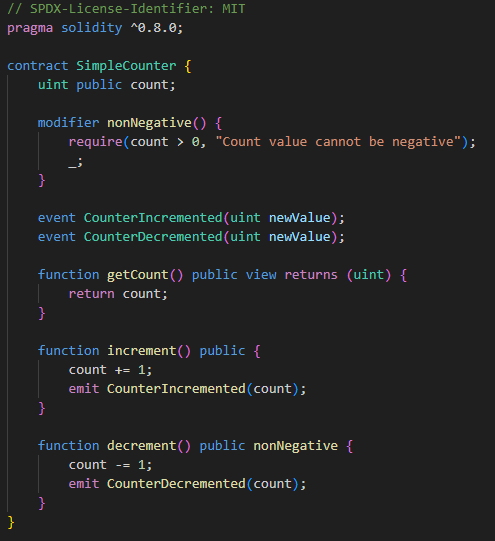 // SPDX-License-Identifier: MIT
pragma solidity ^0.8.0;

contract SimpleCounter {
    uint public count;

    modifier nonNegative() {
        require(count > 0, "Count value cannot be negative");
        _;
    }

    event CounterIncremented(uint newValue);
    event CounterDecremented(uint newValue);

    function getCount() public view returns (uint) {
        return count;
    }

    function increment() public {
        count += 1;
        emit CounterIncremented(count);
    }

    function decrement() public nonNegative {
        count -= 1;
        emit CounterDecremented(count);
    }
}